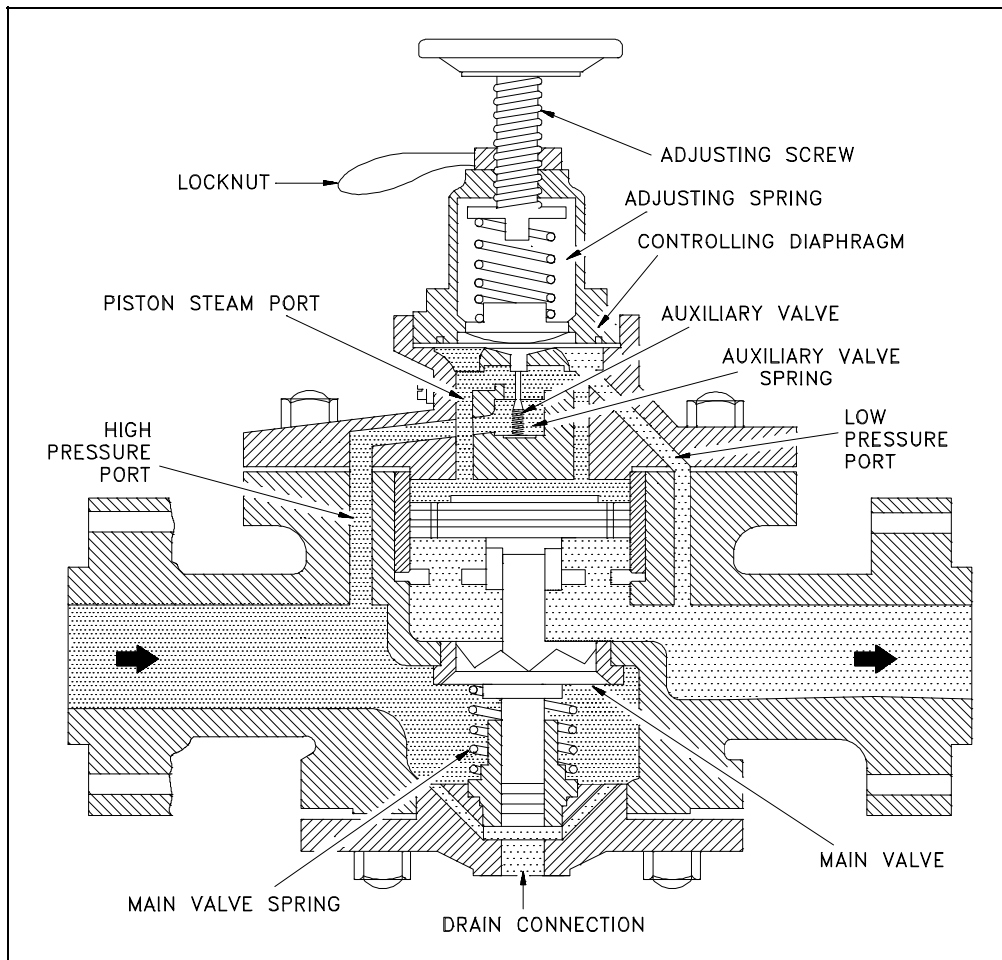 ADJUSTING SCREW
LOCKNUT
ADJUSTING SPRING
CONTROLLING DIAPHRAGM
PISTON STEAM PORT
AUXILIARY VALVE
AUXILIARY VALVE
SPRING
HIGH
PRESSURE
PORT
LOW
PRESSURE
PORT
MAIN VALVE
MAIN VALVE SPRING
DRAIN CONNECTION